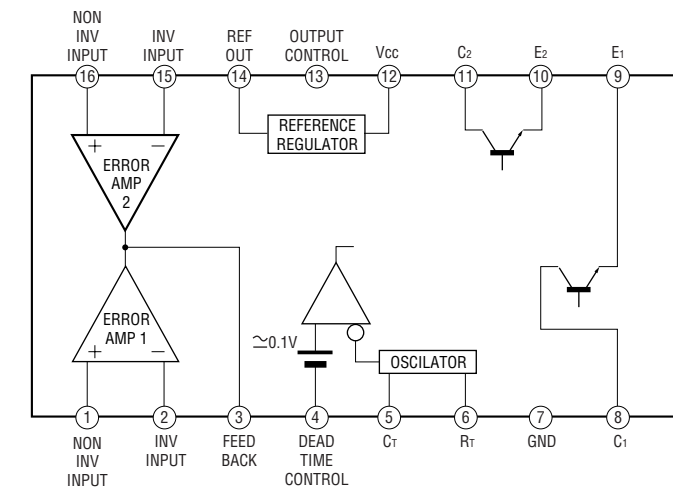 NON
INV
INPUT
INV
INPUT
REF
OUT
OUTPUT
CONTROL
Vcc
C2
E2
E1
16
15
14
13
12
11
10
9
REFERENCE
REGULATOR
+
−
ERROR
AMP
2
ERROR
AMP 1
+
−
≃0.1V
OSCILATOR
1
2
3
4
5
6
7
8
NON
INV
INPUT
INV
INPUT
FEED
BACK
DEAD
TIME
CONTROL
CT
RT
GND
C1